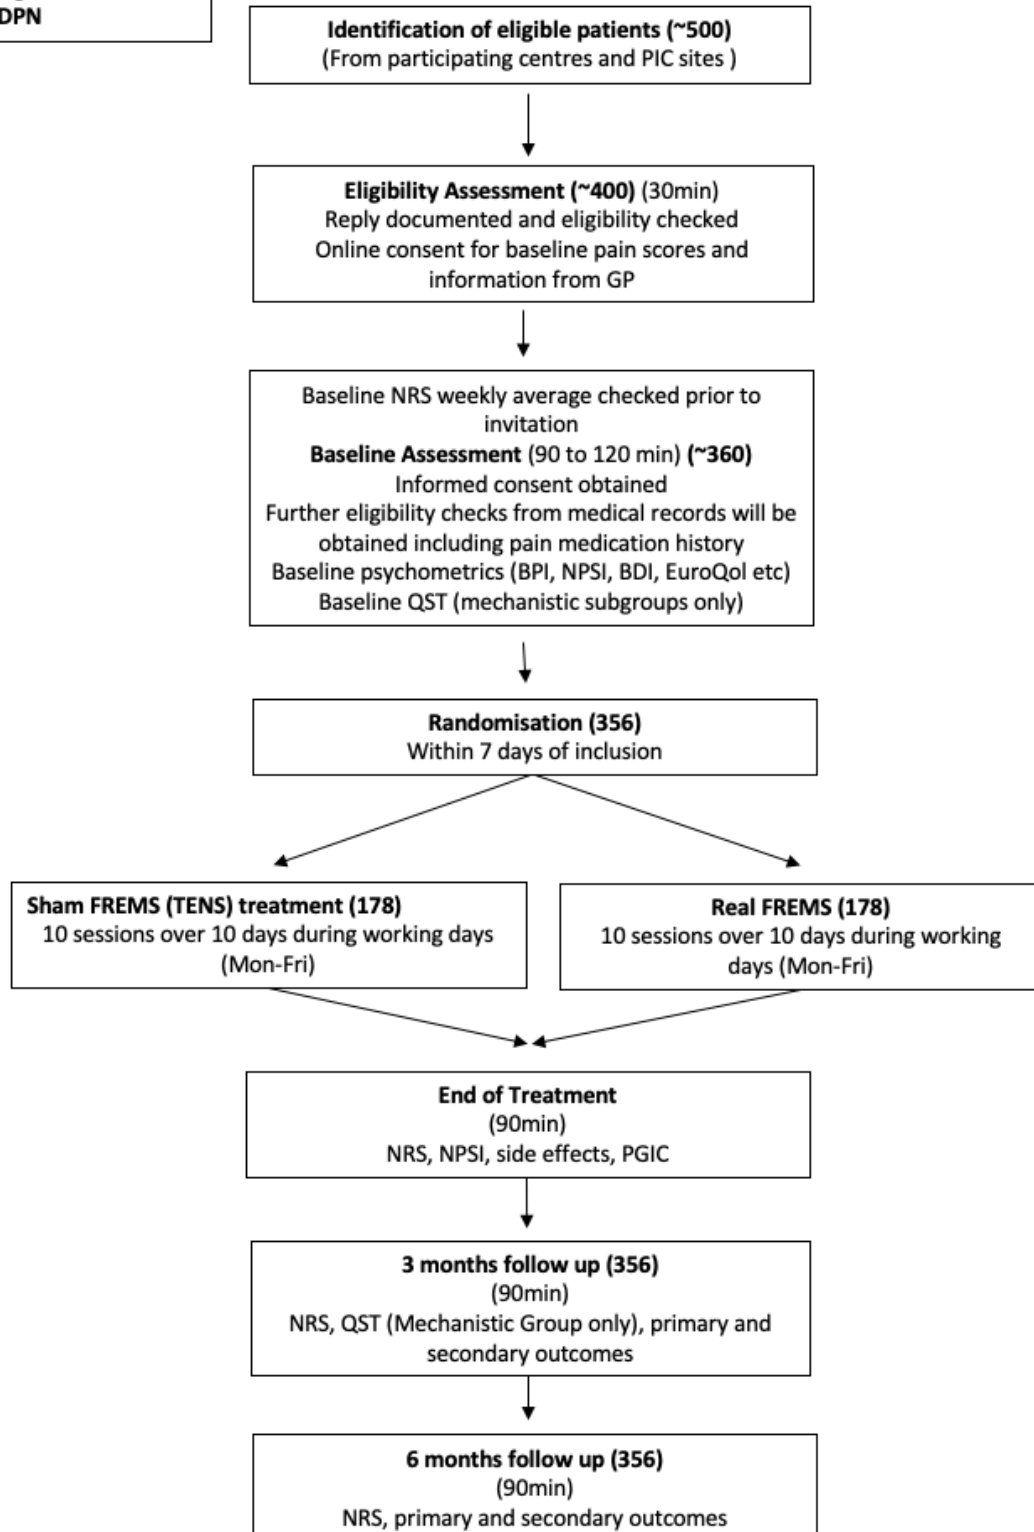 DPN
Identification of eligible patients (~500)
(From participating centres and PIC sites )
Eligibility Assessment (~400) (30min)
Reply documented and eligibility checked
Online consent for baseline pain scores and
information from GP
Baseline NRS weekly average checked prior to
invitation
Baseline Assessment (90 to 120 min) (~360)
Informed consent obtained
Further eligibility checks from medical records will be
obtained including pain medication history
Baseline psychometrics (BPI, NPSI, BDI, EuroQol etc)
Baseline QST (mechanistic subgroups only)
Randomisation (356)
Within 7 days of inclusion
Sham FREMS (TENS) treatment (178)
10 sessions over 10 days during working days
(Mon-Fri)
Real FREMS (178)
10 sessions over 10 days during working
days (Mon-Fri)
End of Treatment
(90min)
NRS, NPSI, side effects, PGIC
3 months follow up (356)
(90min)
NRS, QST (Mechanistic Group only), primary and
secondary outcomes
6 months follow up (356)
(90min)
NRS, primary and secondary outcomes